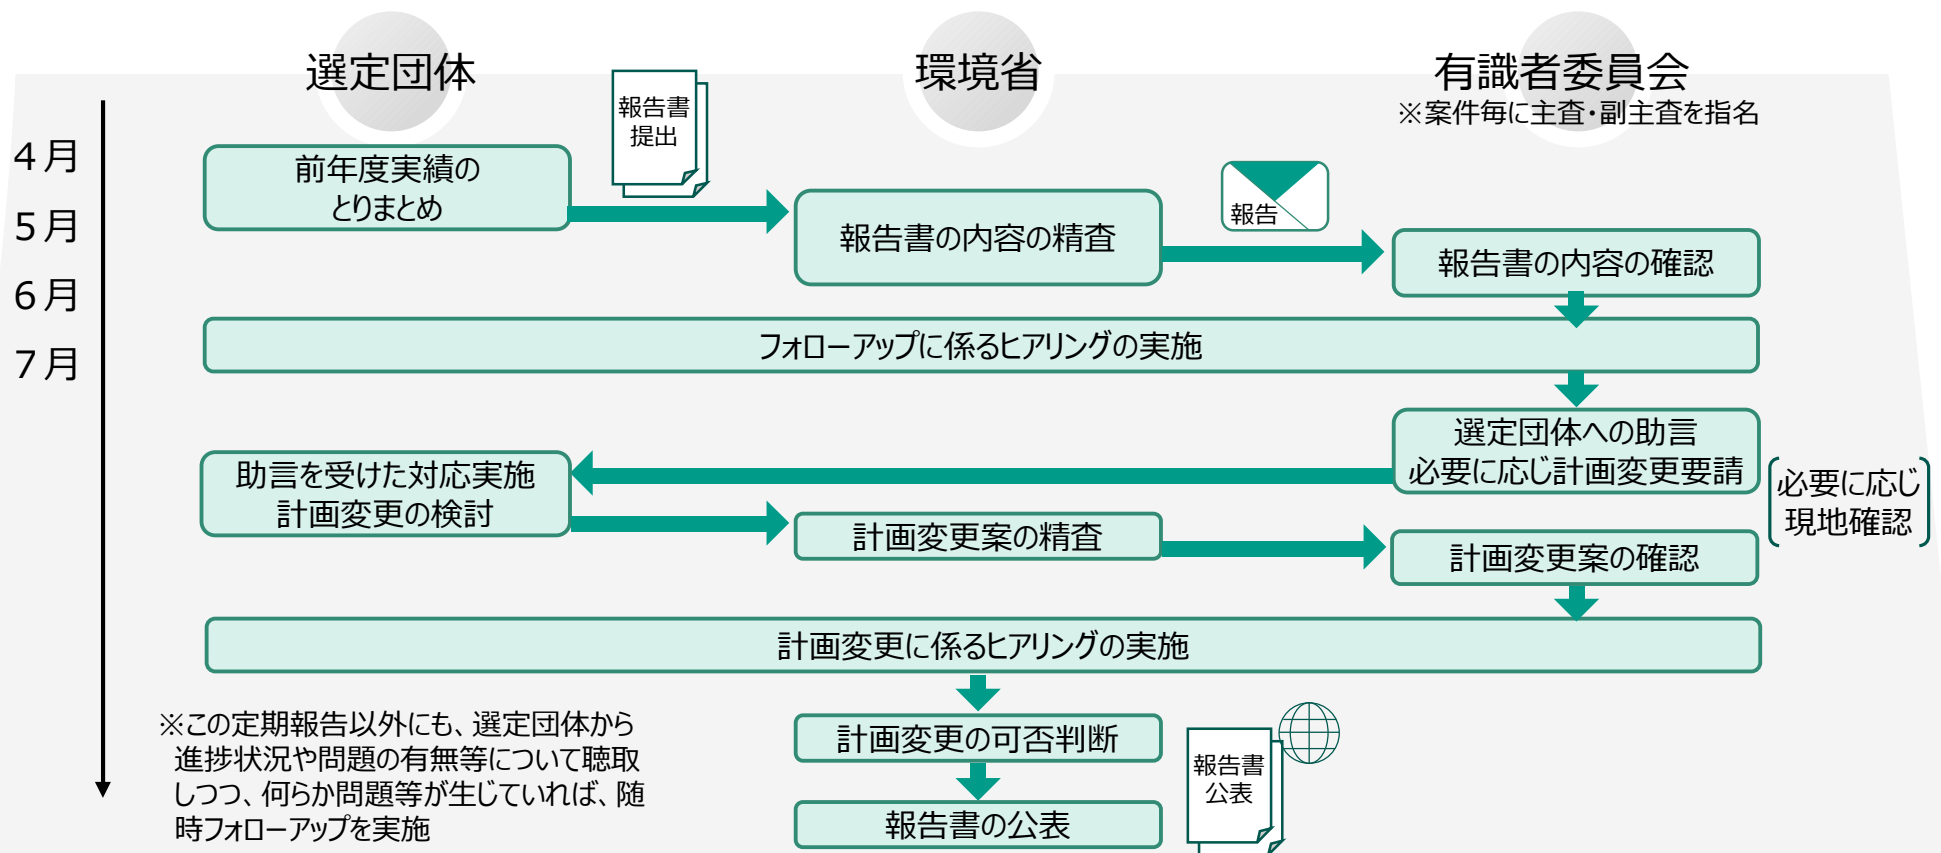 選定団体
環境省
有識者委員会
※案件毎に主査・副主査を指名
報告書
提出
4月
5月
6月
7月
前年度実績の
とりまとめ
報告書の内容の精査
報告
報告書の内容の確認
フォローアップに係るヒアリングの実施
選定団体への助言
必要に応じ計画変更要請
必要に応じ
現地確認
助言を受けた対応実施
計画変更の検討
計画変更案の精査
計画変更案の確認
計画変更に係るヒアリングの実施
計画変更の可否判断
報告書の公表
報告書
公表
※この定期報告以外にも、選定団体から
進捗状況や問題の有無等について聴取
しつつ、何らか問題等が生じていれば、随
時フォローアップを実施